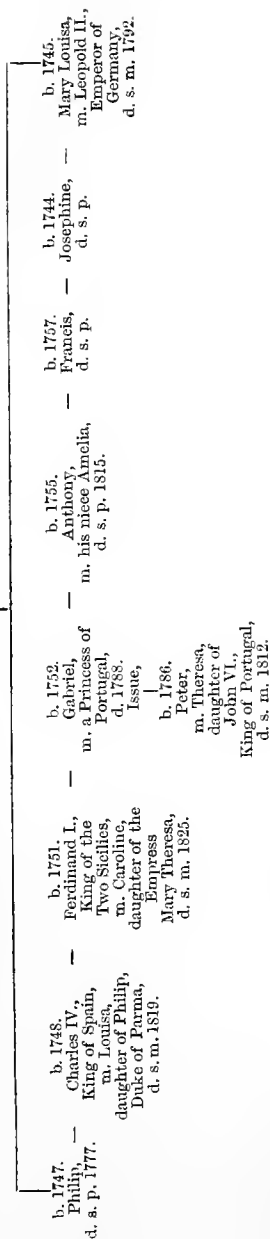 b. 1747.
Philip,
d. s. p. 1777.
—
b. 1748.
Charles IV.,
King of Spain,
m. Louisa,
daughter of Philip,
Duke of Parma,
d. s. m. 1819.
—
b. 1751.
Ferdinand I.,
King of the
Two Sicilies,
m. Caroline,
daughter of the
Empress
Mary Theresa,
d. s. m. 1825.
—
b. 1752.
Gabriel,
m. a Princess of
Portugal,
d. 1788.
Issue,
b. 1786.
Peter,
m. Theresa,
daughter of
John VI.,
King of Portugal,
d. s. m. 1812.
—
b. 1755.
Anthony,
m. his niece Amelia,
d. s. p. 1815.
—
b. 1757.
Francis,
d. s. p.
—
b. 1744.
Josephine,
d. s. p.
—
b. 1745.
Mary Louisa,
m. Leopold II.,
Emperor of
Germany,
d. s. m. 1792.